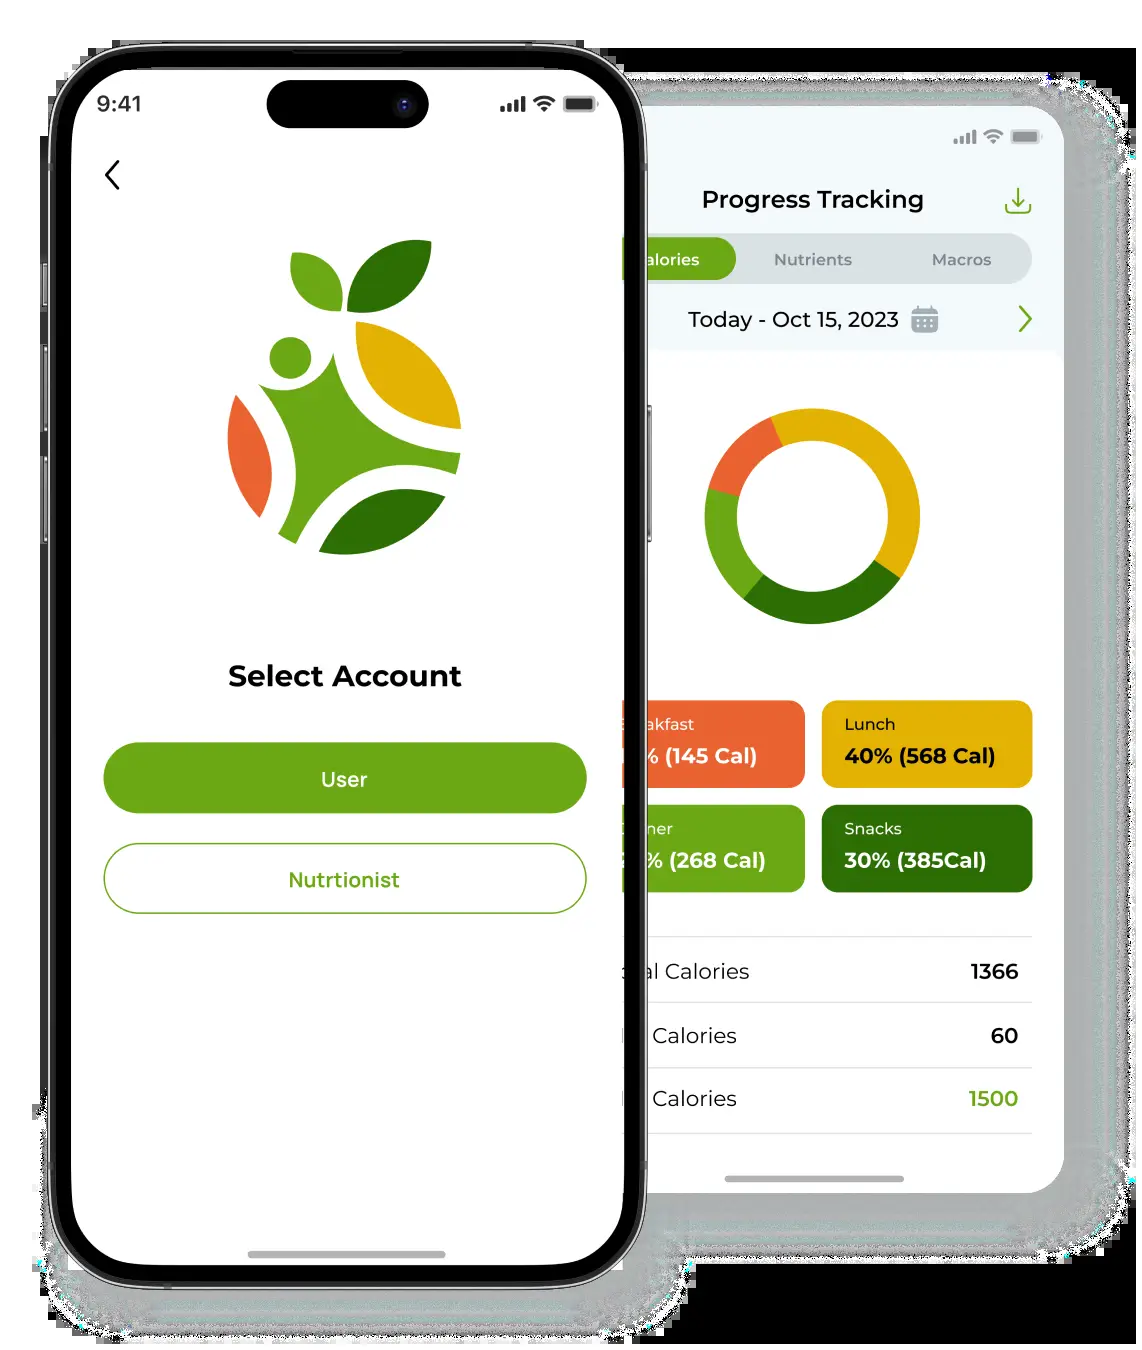 9:41
Select Account
User
Nutrtionist
Progress Tracking
alories
Nutrients
Macros
Today - Oct 15, 2023
akfast
% (145 Cal)
Lunch
40% (568 Cal)
ner
% (268 Cal)
Snacks
30% (385Cal)
al Calories
1366
Calories
60
Calories
1500